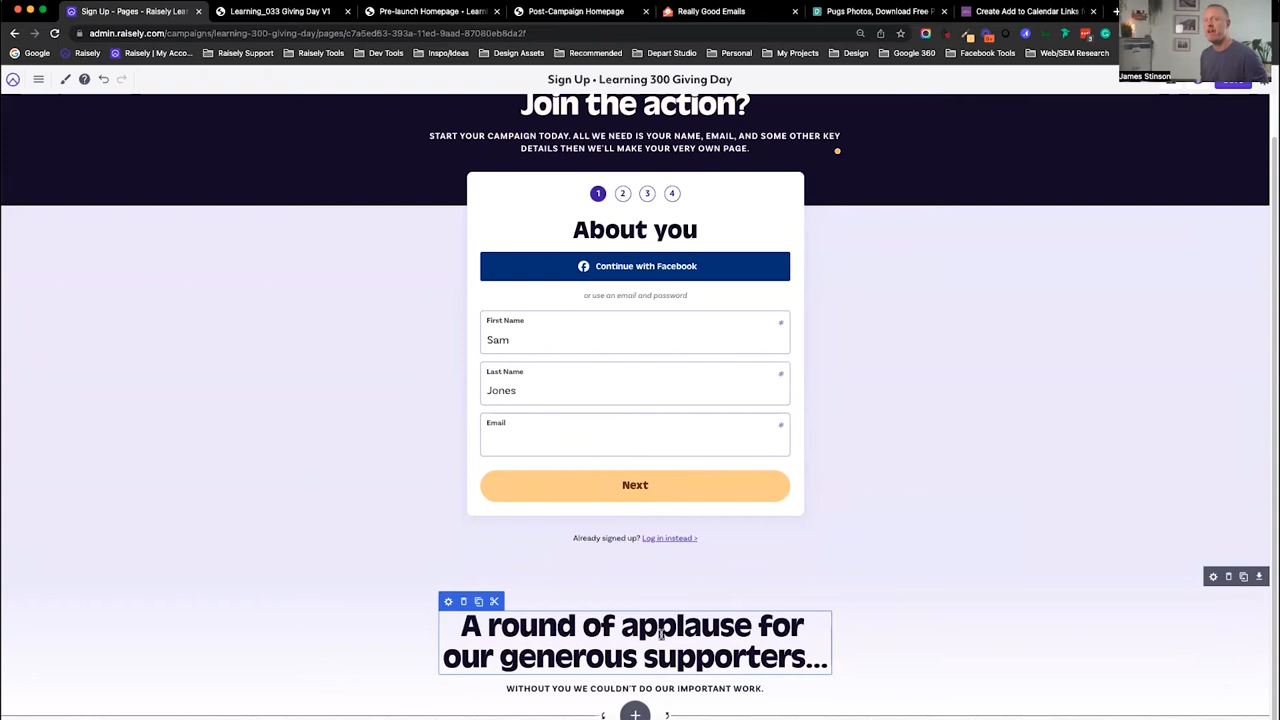 Sign Up - Pages - Raisely Lear
Learning_033 Giving Day V1
Pre-launch Homepage - Learni
Post-Campaign Homepage
Really Good Emails
Pugs Photos, Download Free P
Create Add to Calendar Links f
admin.raisely.com/campaigns/learning-300-giving-day/pages/c7a5ed63-393a-11ed-9aad-87080eb8da2f
Google
Raisely
Raisely | My Acco...
Raisely Support
Raisely Tools
Dev Tools
Instant Meeting
Recommended
Depart Studio
Personal
My Projects
Design
Google 360
Facebook Tools
Web/SEM Research
James Stinson
Sign Up • Learning 300 Giving Day
Join the action?
START YOUR CAMPAIGN TODAY. ALL WE NEED IS YOUR NAME, EMAIL, AND SOME OTHER KEY
DETAILS THEN WE'LL MAKE YOUR VERY OWN PAGE.
1 2 3 4
About you
Continue with Facebook
or use an email and password
First Name *
Sam
Last Name *
Jones
Email *
Next
Already signed up? Log in instead >
A round of applause for
our generous supporters...
WITHOUT YOU WE COULDN'T DO OUR IMPORTANT WORK.